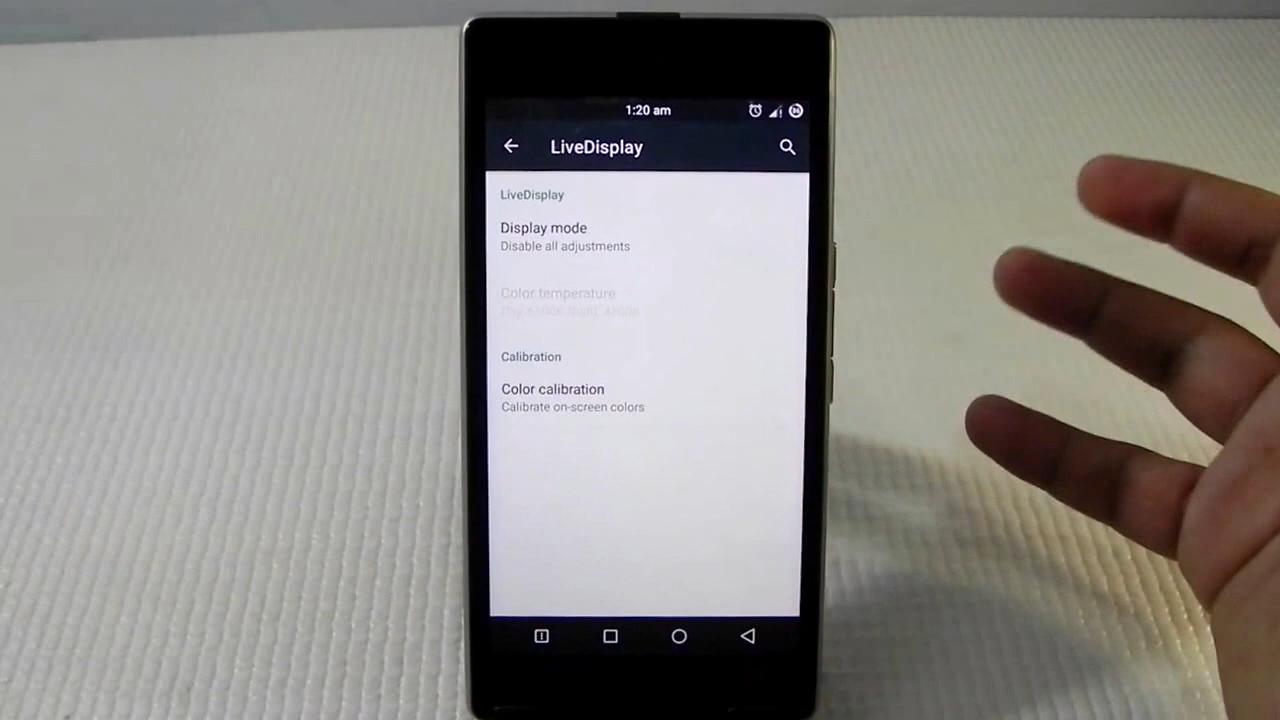 1:20 am
LiveDisplay
LiveDisplay
Display mode
Disable all adjustments
Color temperature
Calibration
Color calibration
Calibrate on-screen colors